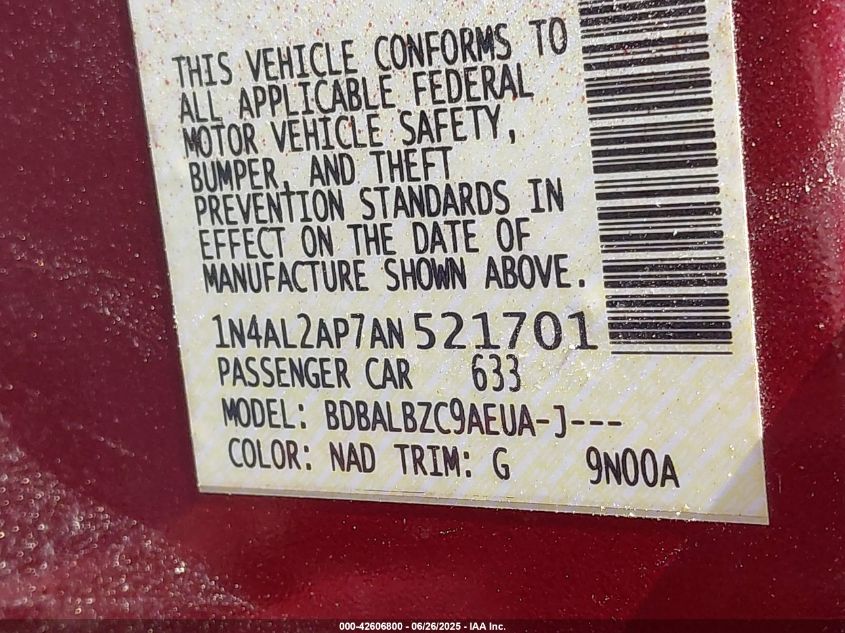 THIS VEHICLE CONFORMS TO
ALL APPLICABLE FEDERAL
MOTOR VEHICLE SAFETY,
BUMPER, AND THEFT
PREVENTION STANDARDS IN
EFFECT ON THE DATE OF
MANUFACTURE SHOWN ABOVE.
1N4AL2AP7AN521701
PASSENGER CAR 633
MODEL: BDBALBZC9AEUA-J---
COLOR: NAD TRIM: G 9N00A
000-42606800 - 06/26/2025 - IAA Inc.